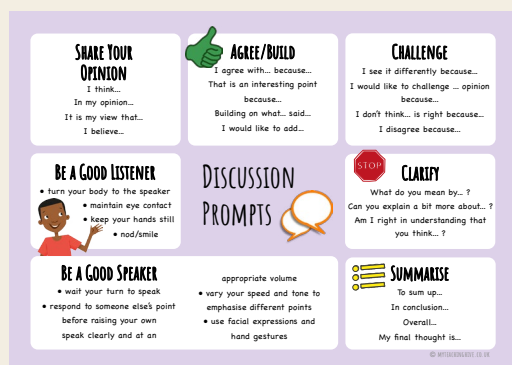 SHARE YOUR
OPINION
I think...
In my opinion...
It is my view that...
I believe...
AGREE/BUILD
I agree with... because...
That is an interesting point
because...
Building on what... said...
I would like to add...
CHALLENGE
I see it differently because...
I would like to challenge ... opinion
because...
I don't think... is right because...
I disagree because...
BE A GOOD LISTENER
• turn your body to the speaker
• maintain eye contact
• keep your hands still
• nod/smile
DISCUSSION
PROMPTS
STOP
CLARIFY
What do you mean by... ?
Can you explain a bit more about... ?
Am I right in understanding that
you think... ?
BE A GOOD SPEAKER
• wait your turn to speak
• respond to someone else's point
before raising your own
speak clearly and at an
appropriate volume
• vary your speed and tone to
emphasise different points
• use facial expressions and
hand gestures
SUMMARISE
To sum up...
In conclusion...
Overall...
My final thought is...